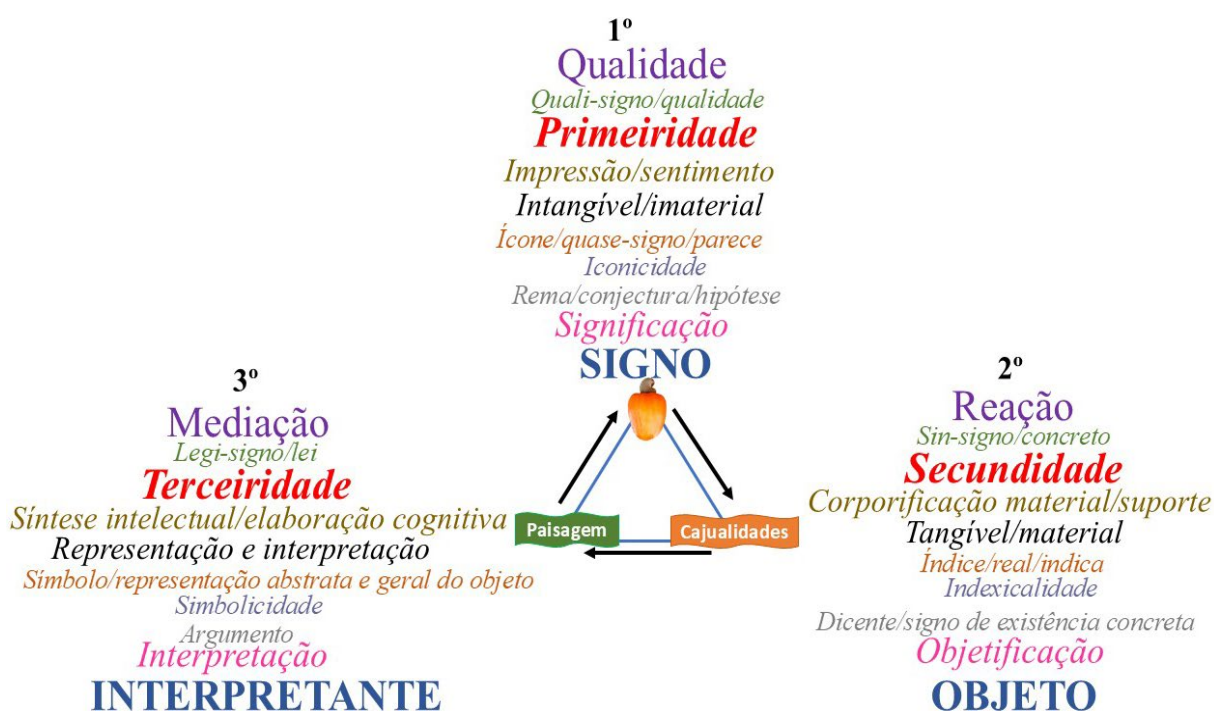 1º
Qualidade
Quali-signo/qualidade
Primeiridade
Impressão/sentimento
Intangível/imaterial
Ícone/quase-signo/parece
Iconicidade
Rema/conjectura/hipótese
Significação
SIGNO
3º
Mediação
Legi-signo/lei
Terceiridade
Síntese intelectual/elaboração cognitiva
Representação e interpretação
Símbolo/representação abstrata e geral do objeto
Simbolicidade
Argumento
Interpretação
INTERPRETANTE
Paisagem
Cajualidades
2º
Reação
Sin-signo/concreto
Secundidade
Corporificação material/suporte
Tangível/material
Índice/real/indica
Indexicalidade
Dicente/signo de existência concreta
Objetificação
OBJETO